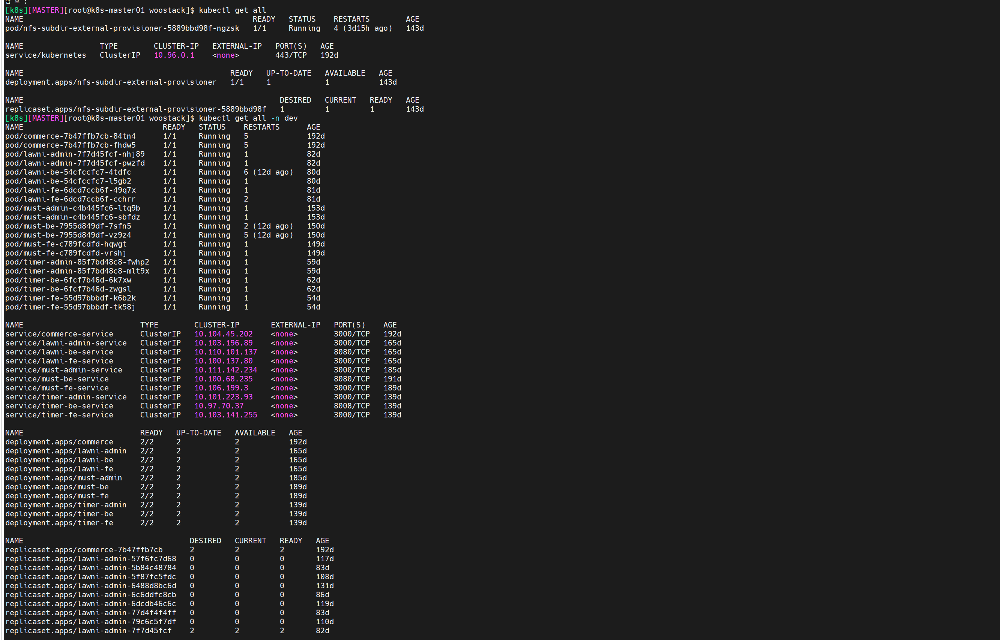 암호:
[k8s][MASTER][root@k8s-master01 woostack]$ kubectl get all
NAME READY STATUS RESTARTS AGE
pod/nfs-subdir-external-provisioner-5889bbd98f-ngzsk 1/1 Running 4 (3d15h ago) 143d
NAME TYPE CLUSTER-IP EXTERNAL-IP PORT(S) AGE
service/kubernetes ClusterIP 10.96.0.1 <none> 443/TCP 192d
NAME READY UP-TO-DATE AVAILABLE AGE
deployment.apps/nfs-subdir-external-provisioner 1/1 1 1 143d
NAME DESIRED CURRENT READY AGE
replicaset.apps/nfs-subdir-external-provisioner-5889bbd98f 1 1 1 143d
[k8s][MASTER][root@k8s-master01 woostack]$ kubectl get all -n dev
NAME READY STATUS RESTARTS AGE
pod/commerce-7b47ffb7cb-84tn4 1/1 Running 5 192d
pod/commerce-7b47ffb7cb-fhdw5 1/1 Running 5 192d
pod/lawni-admin-7f7d45fcf-nhj89 1/1 Running 1 82d
pod/lawni-admin-7f7d45fcf-pwzfd 1/1 Running 1 82d
pod/lawni-be-54cfccfc7-4tdfc 1/1 Running 6 (12d ago) 80d
pod/lawni-be-54cfccfc7-l5gb2 1/1 Running 1 80d
pod/lawni-fe-6dcd7ccb6f-49q7x 1/1 Running 1 81d
pod/lawni-fe-6dcd7ccb6f-cchrr 1/1 Running 2 81d
pod/must-admin-c4b445fc6-ltq9b 1/1 Running 1 153d
pod/must-admin-c4b445fc6-sbfdz 1/1 Running 1 153d
pod/must-be-7955d849df-7sfn5 1/1 Running 2 (12d ago) 150d
pod/must-be-7955d849df-vz9z4 1/1 Running 5 (12d ago) 150d
pod/must-fe-c789fcdfd-hqwgt 1/1 Running 1 149d
pod/must-fe-c789fcdfd-vrshj 1/1 Running 1 149d
pod/timer-admin-85f7bd48c8-fwhp2 1/1 Running 1 59d
pod/timer-admin-85f7bd48c8-mlt9x 1/1 Running 1 59d
pod/timer-be-6fcf7b46d-6k7xw 1/1 Running 1 62d
pod/timer-be-6fcf7b46d-zwgsl 1/1 Running 1 62d
pod/timer-fe-55d97bbbdf-k6b2k 1/1 Running 1 54d
pod/timer-fe-55d97bbbdf-tk58j 1/1 Running 1 54d
NAME TYPE CLUSTER-IP EXTERNAL-IP PORT(S) AGE
service/commerce-service ClusterIP 10.104.45.202 <none> 3000/TCP 192d
service/lawni-admin-service ClusterIP 10.103.196.89 <none> 3000/TCP 165d
service/lawni-be-service ClusterIP 10.110.101.137 <none> 8080/TCP 165d
service/lawni-fe-service ClusterIP 10.100.137.80 <none> 3000/TCP 165d
service/must-admin-service ClusterIP 10.111.142.234 <none> 3000/TCP 185d
service/must-be-service ClusterIP 10.100.68.235 <none> 8080/TCP 191d
service/must-fe-service ClusterIP 10.106.199.3 <none> 3000/TCP 189d
service/timer-admin-service ClusterIP 10.101.223.93 <none> 3000/TCP 139d
service/timer-be-service ClusterIP 10.97.70.37 <none> 8008/TCP 139d
service/timer-fe-service ClusterIP 10.103.141.255 <none> 3000/TCP 139d
NAME READY UP-TO-DATE AVAILABLE AGE
deployment.apps/commerce 2/2 2 2 192d
deployment.apps/lawni-admin 2/2 2 2 165d
deployment.apps/lawni-be 2/2 2 2 165d
deployment.apps/lawni-fe 2/2 2 2 165d
deployment.apps/must-admin 2/2 2 2 185d
deployment.apps/must-be 2/2 2 2 189d
deployment.apps/must-fe 2/2 2 2 189d
deployment.apps/timer-admin 2/2 2 2 139d
deployment.apps/timer-be 2/2 2 2 139d
deployment.apps/timer-fe 2/2 2 2 139d
NAME DESIRED CURRENT READY AGE
replicaset.apps/commerce-7b47ffb7cb 2 2 2 192d
replicaset.apps/lawni-admin-57f6fc7d68 0 0 0 117d
replicaset.apps/lawni-admin-5b84c48784 0 0 0 83d
replicaset.apps/lawni-admin-5f87fc5fdc 0 0 0 108d
replicaset.apps/lawni-admin-6488d8bc6d 0 0 0 131d
replicaset.apps/lawni-admin-6c6ddfc8cb 0 0 0 86d
replicaset.apps/lawni-admin-6dcdb46c6c 0 0 0 119d
replicaset.apps/lawni-admin-77d4f4f4ff 0 0 0 83d
replicaset.apps/lawni-admin-79c6c5f7df 0 0 0 110d
replicaset.apps/lawni-admin-7f7d45fcf 2 2 2 82d